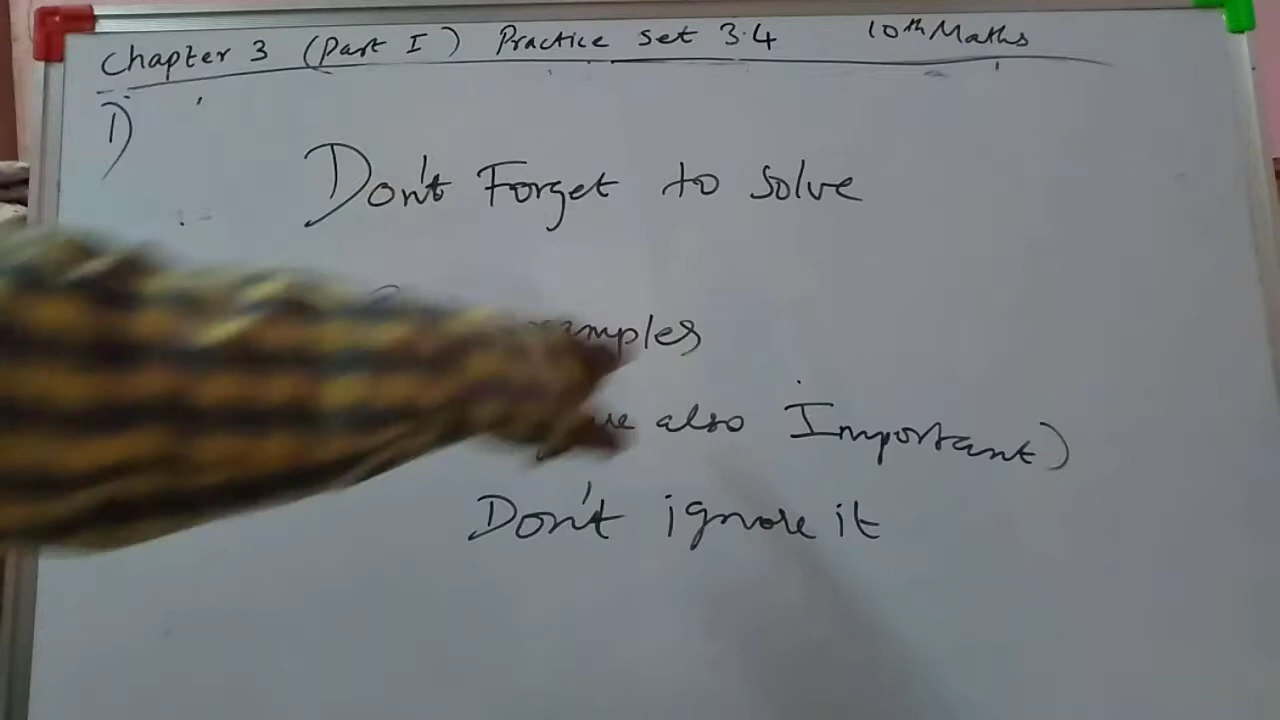 Chapter 3 (Part I) Practice set 3.4 10th Maths
1)
Don't Forget to solve
also Important)
Don't ignore it